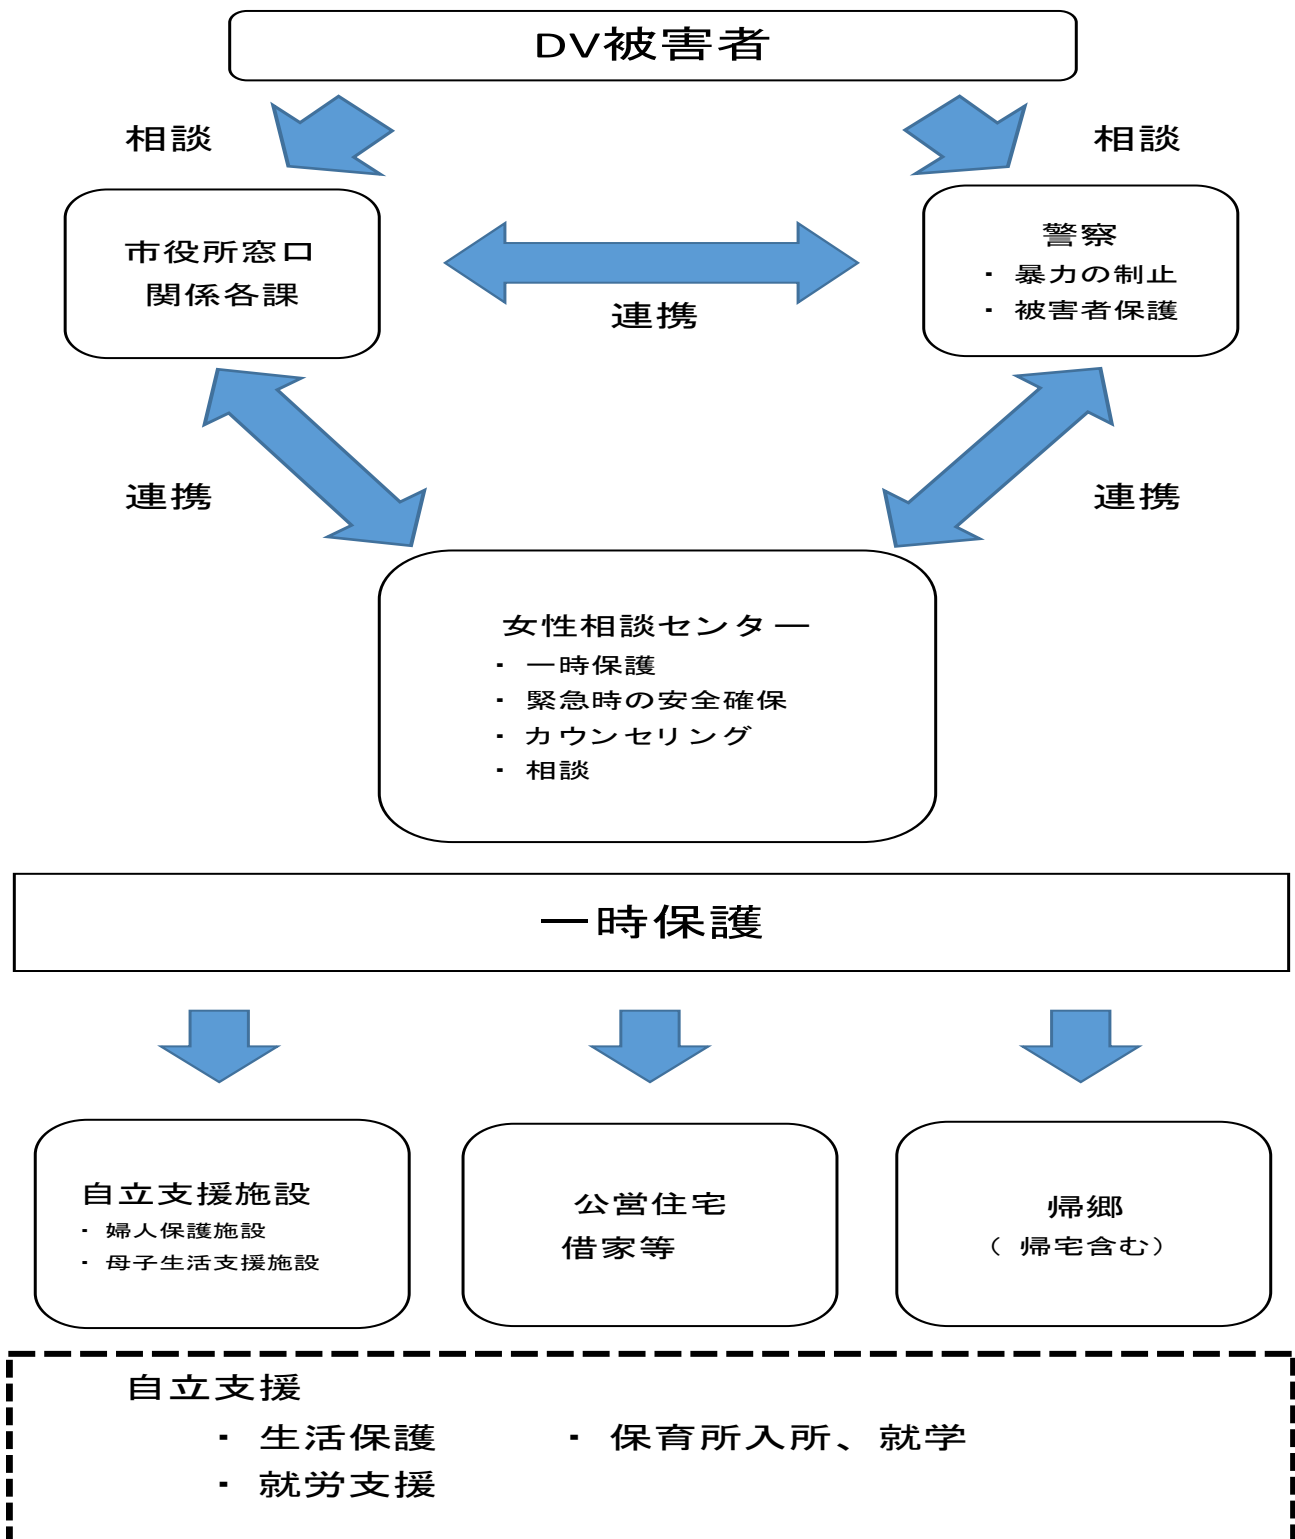 DV被害者
相談
相談
市役所窓口
関係各課
警察
・ 暴力の制止
・ 被害者保護
連携
連携
連携
女性相談センター
・ 一時保護
・ 緊急時の安全確保
・ カウンセリング
・ 相談
一時保護
自立支援施設
・ 婦人保護施設
・ 母子生活支援施設
公営住宅
借家等
帰郷
（ 帰宅含む）
自立支援
・ 生活保護 ・ 保育所入所、就学
・ 就労支援